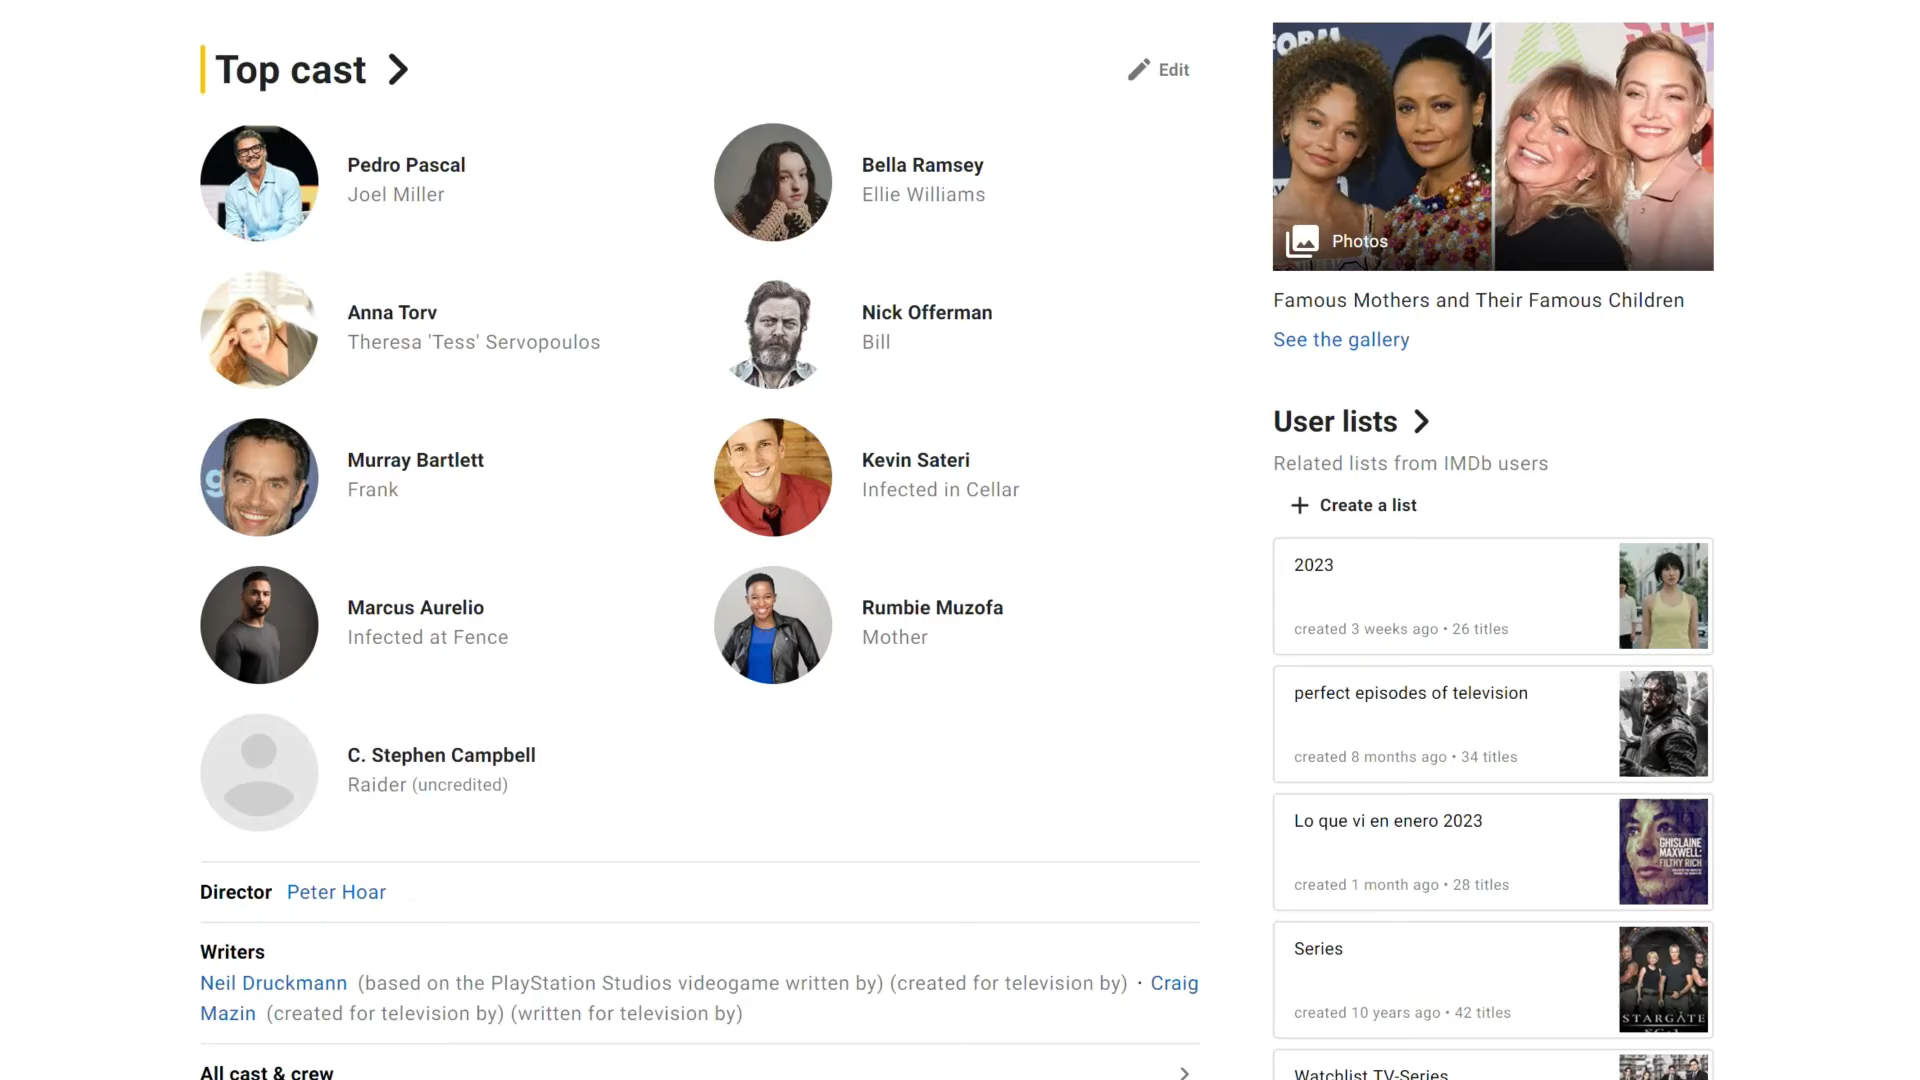 Top cast
Edit
Pedro Pascal
Joel Miller
Bella Ramsey
Ellie Williams
Anna Torv
Theresa 'Tess' Servopoulos
Nick Offerman
Bill
Murray Bartlett
Frank
Kevin Sateri
Infected in Cellar
Marcus Aurelio
Infected at Fence
Rumbie Muzofa
Mother
C. Stephen Campbell
Raider (uncredited)
Director Peter Hoar
Writers
Neil Druckmann (based on the PlayStation Studios videogame written by) (created for television by) · Craig
Mazin (created for television by) (written for television by)
All cast & crew
Photos
Famous Mothers and Their Famous Children
See the gallery
User lists
Related lists from IMDb users
Create a list
2023
created 3 weeks ago • 26 titles
perfect episodes of television
created 8 months ago • 34 titles
Lo que vi en enero 2023
created 1 month ago • 28 titles
GHISLAINE
MAXWELL:
FILTHY RICH
Series
created 10 years ago • 42 titles
STARGATE
Watchlist TV-Series